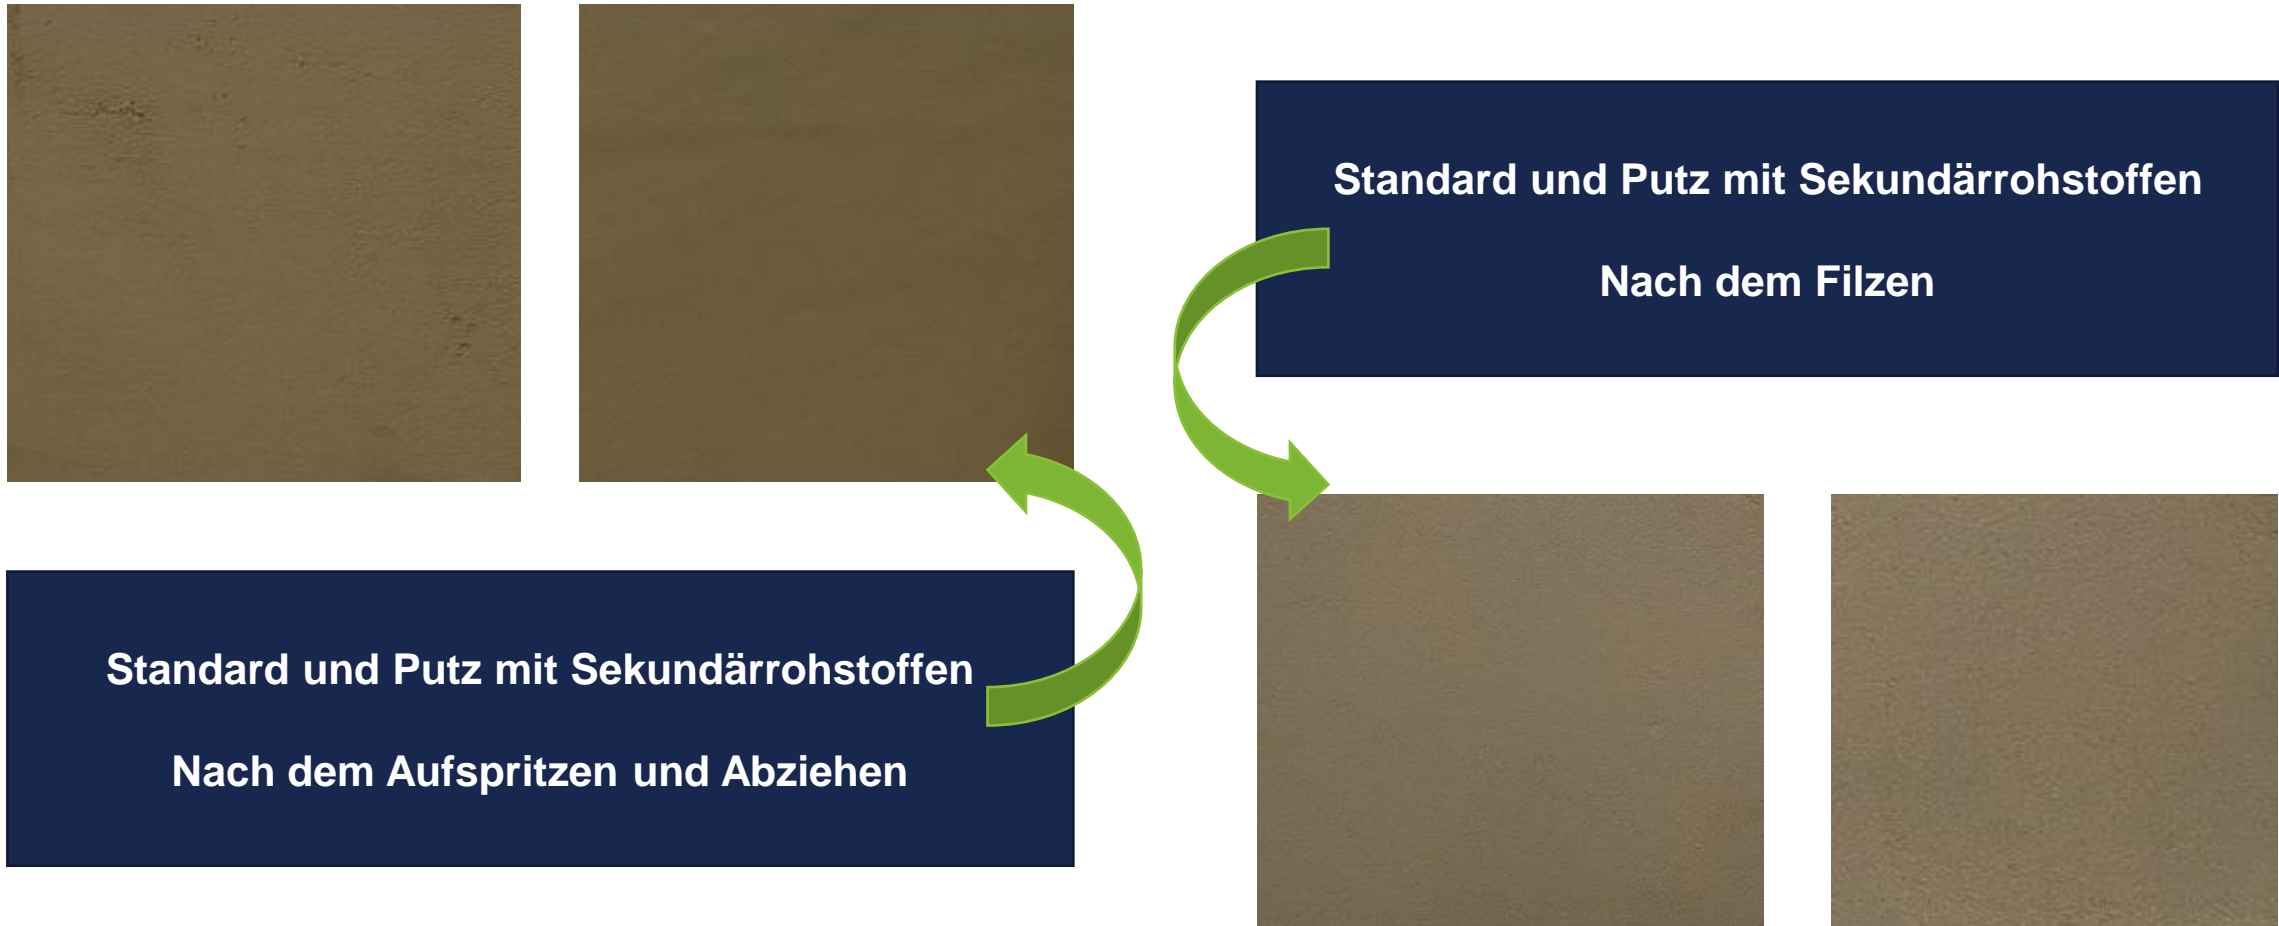 Standard und Putz mit Sekundärrohstoffen
Nach dem Filzen
Standard und Putz mit Sekundärrohstoffen
Nach dem Aufspritzen und Abziehen